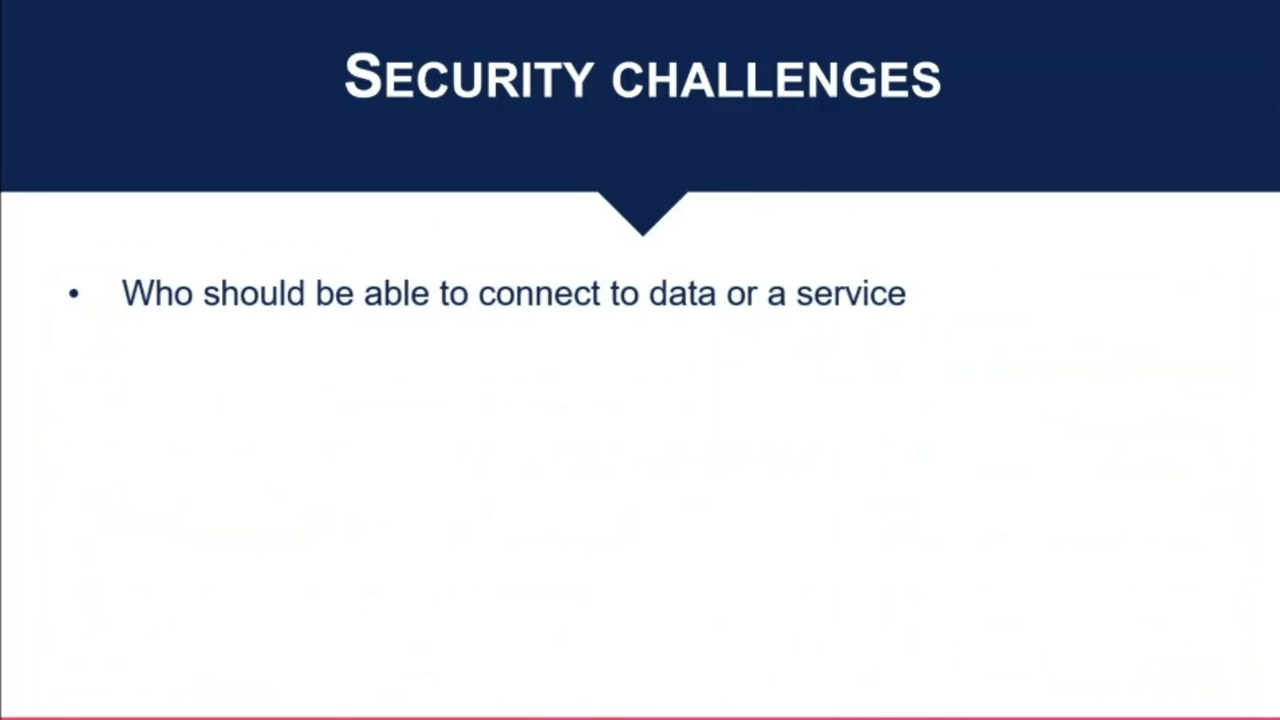 SECURITY CHALLENGES
• Who should be able to connect to data or a service